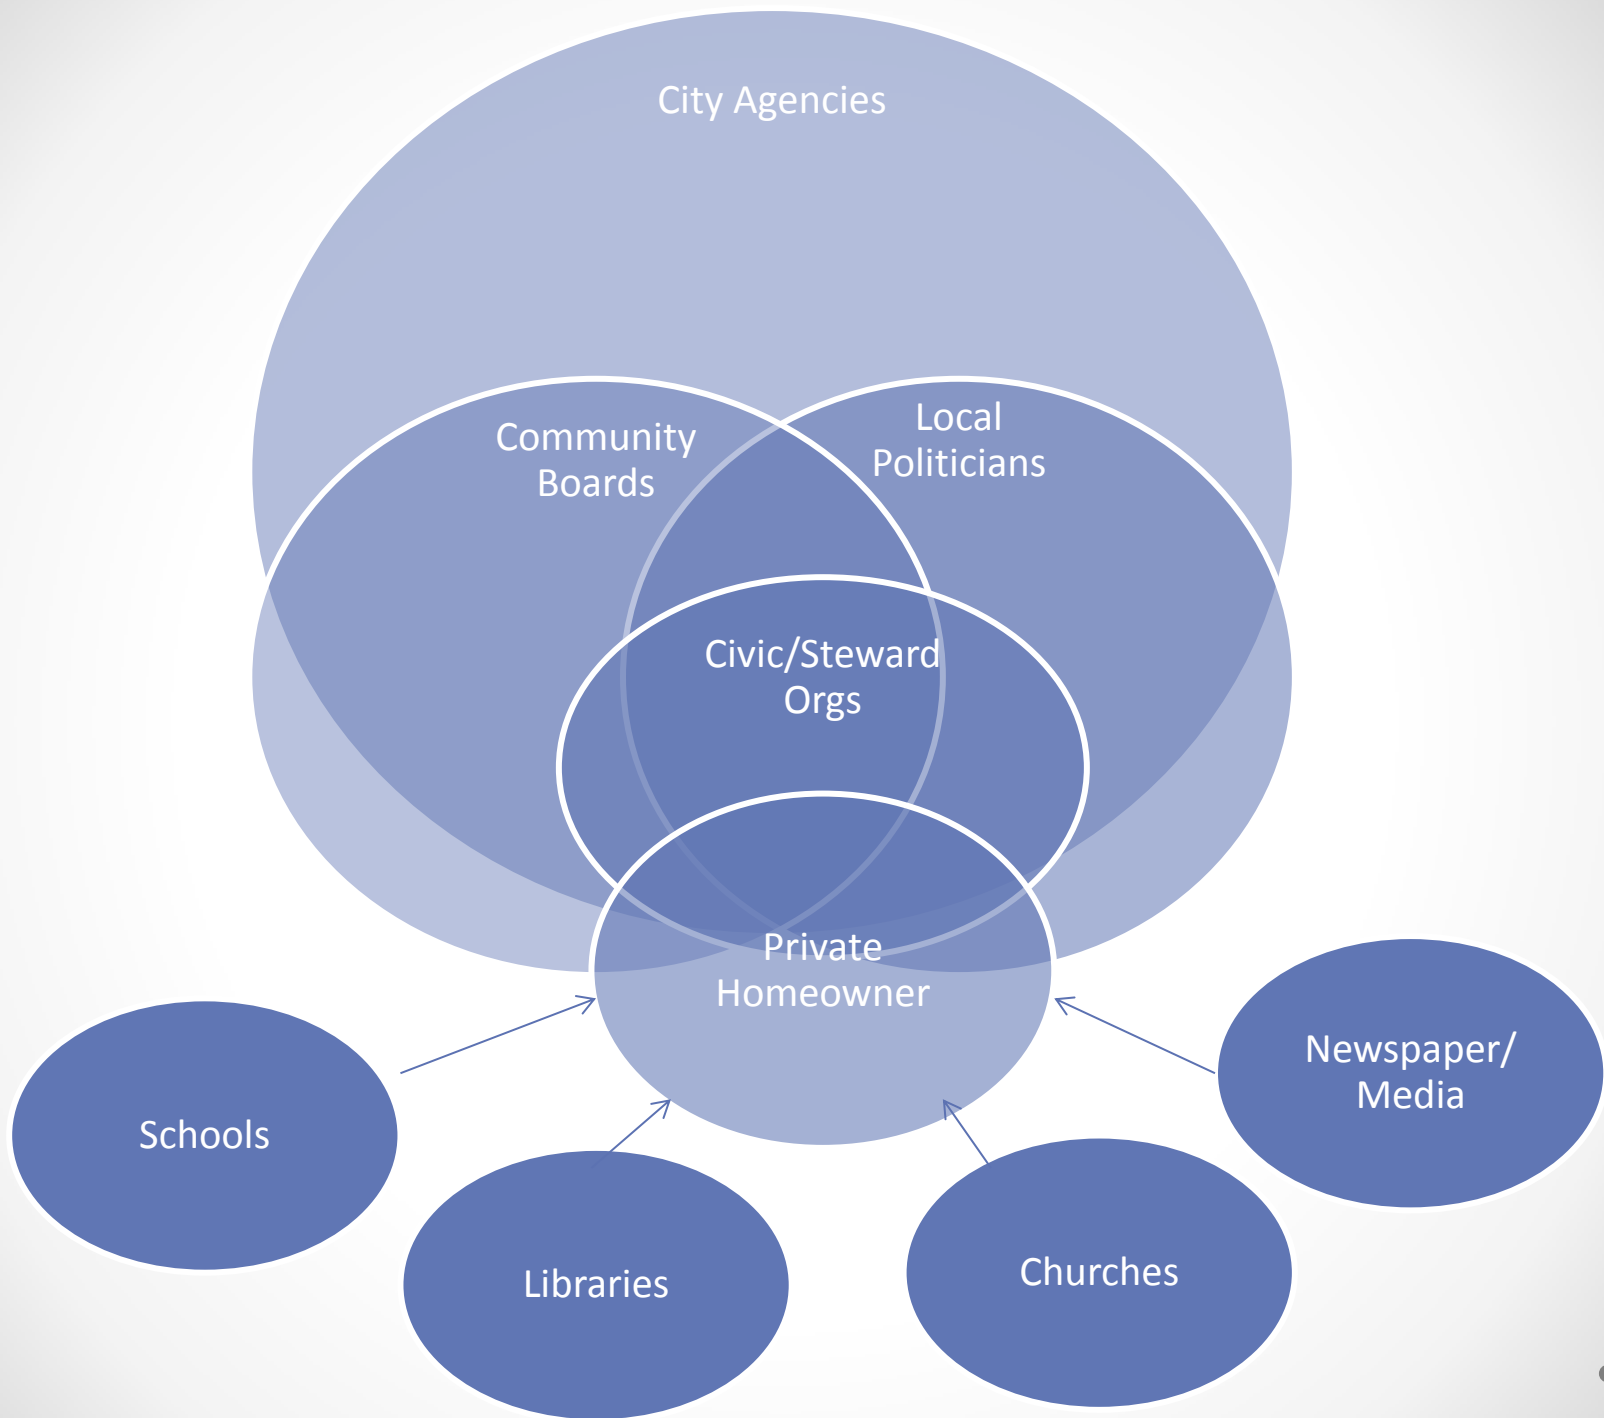 City Agencies
Community
Boards
Local
Politicians
Civic/Steward
Orgs
Private
Homeowner
Schools
Libraries
Churches
Newspaper/
Media